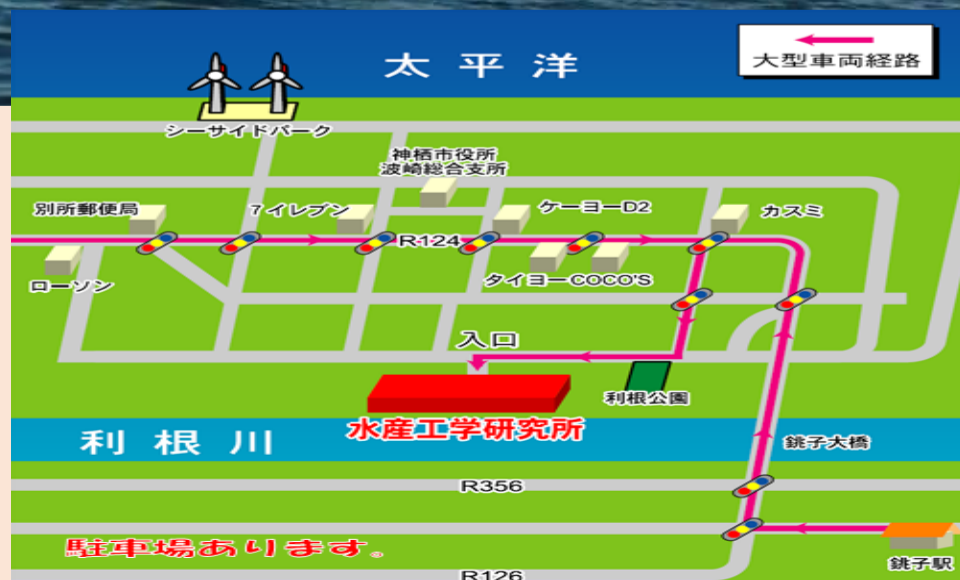 太平洋
大型車両経路
シーサイドパーク
神栖市役所
波崎総合支所
別所郵便局
7イレブン
ケーヨーD2
カスミ
R124
ローソン
タイヨー
COCO'S
入口
利根公園
水産工学研究所
利根川
銚子大橋
R356
駐車場あります。
銚子駅
R126